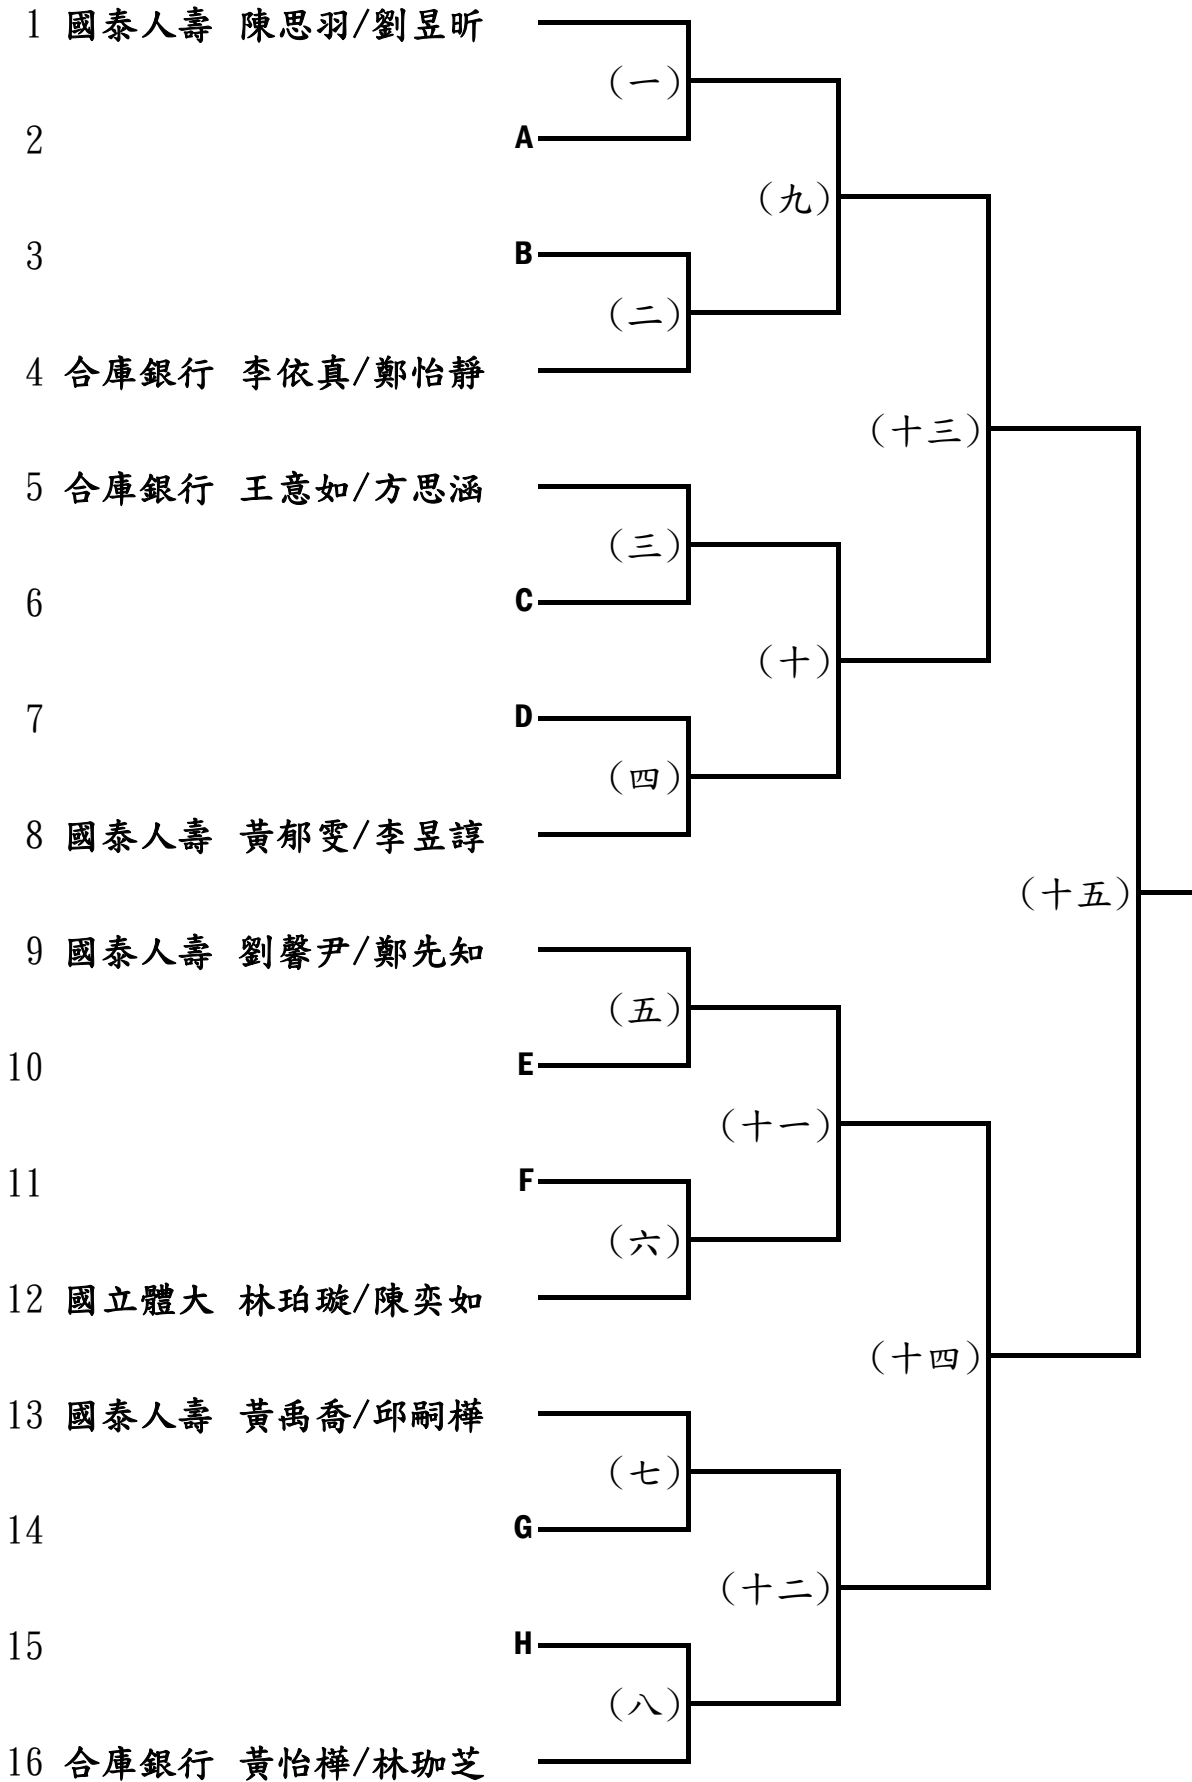 1 國泰人壽 陳思羽/劉昱昕
(一)
2 A
(九)
3 B
(二)
4 合庫銀行 李依真/鄭怡靜
(十三)
5 合庫銀行 王意如/方思涵
(三)
6 C
(十)
7 D
(四)
8 國泰人壽 黃郁雯/李昱諄
(十五)
9 國泰人壽 劉馨尹/鄭先知
(五)
10 E
(十一)
11 F
(六)
12 國立體大 林珀璇/陳奕如
(十四)
13 國泰人壽 黃禹喬/邱嗣樺
(七)
14 G
(十二)
15 H
(八)
16 合庫銀行 黃怡樺/林珈芝